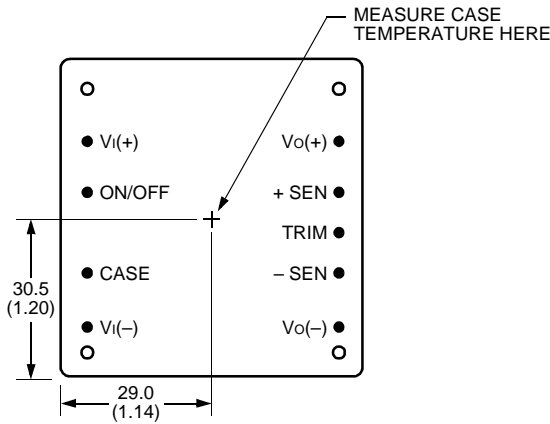 MEASURE CASE
TEMPERATURE HERE
VI(+)
VO(+)
ON/OFF
+ SEN
TRIM
CASE
– SEN
30.5
(1.20)
VI(–)
VO(–)
29.0
(1.14)